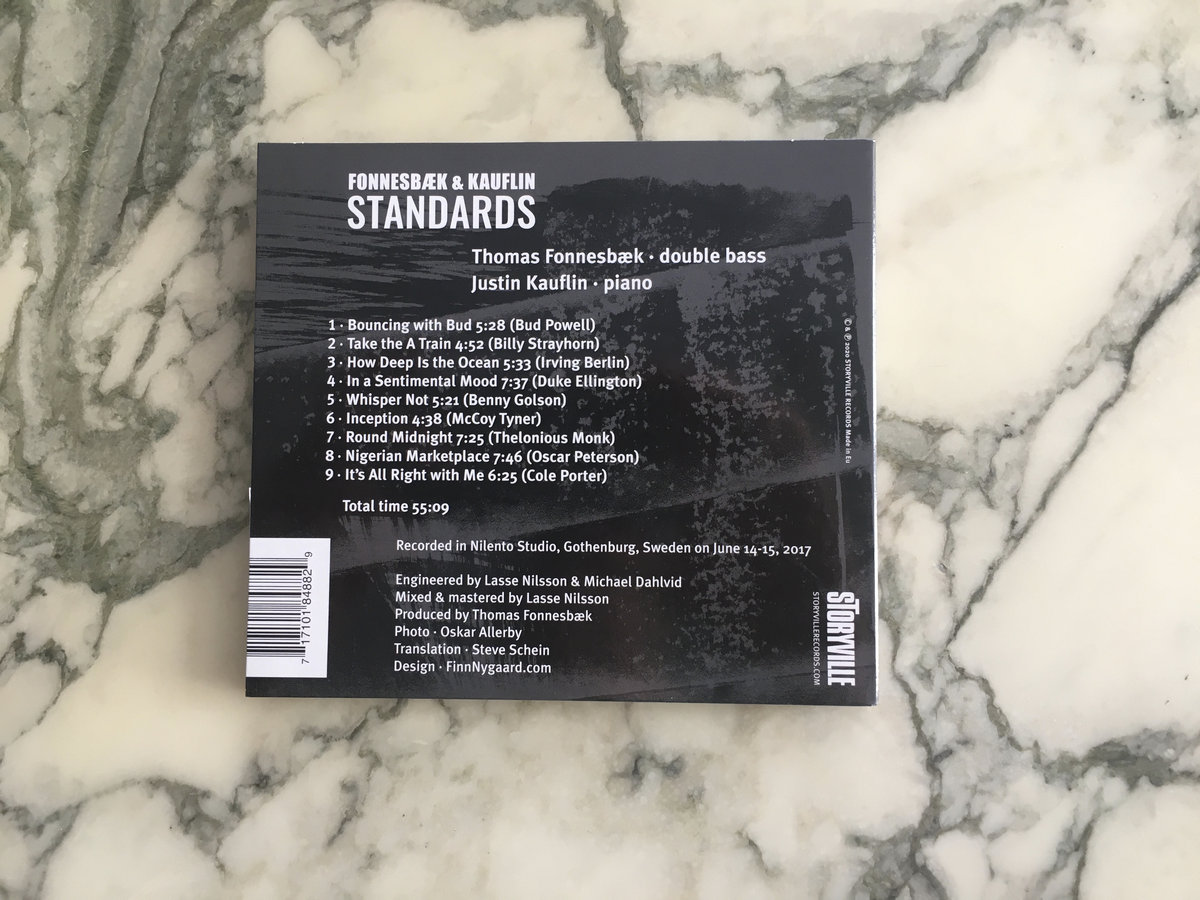 FONNESBÆK & KAUFLIN
STANDARDS
Thomas Fonnesbæk · double bass
Justin Kauflin · piano
1 · Bouncing with Bud 5:28 (Bud Powell)
2 · Take the A Train 4:52 (Billy Strayhorn)
3 · How Deep Is the Ocean 5:33 (Irving Berlin)
4 · In a Sentimental Mood 7:37 (Duke Ellington)
5 · Whisper Not 5:21 (Benny Golson)
6 · Inception 4:38 (McCoy Tyner)
7 · Round Midnight 7:25 (Thelonious Monk)
8 · Nigerian Marketplace 7:46 (Oscar Peterson)
9 · It's All Right with Me 6:25 (Cole Porter)
Total time 55:09
Recorded in Nilento Studio, Gothenburg, Sweden on June 14-15, 2017
Engineered by Lasse Nilsson & Michael Dahlvid
Mixed & mastered by Lasse Nilsson
Produced by Thomas Fonnesbæk
Photo · Oskar Allerby
Translation · Steve Schein
Design · FinnNygaard.com
7 17101 84882 9
© & ℗ 2020 STORYVILLE RECORDS Made in Eu
STORYVILLE
STORYVILLERECORDS.COM